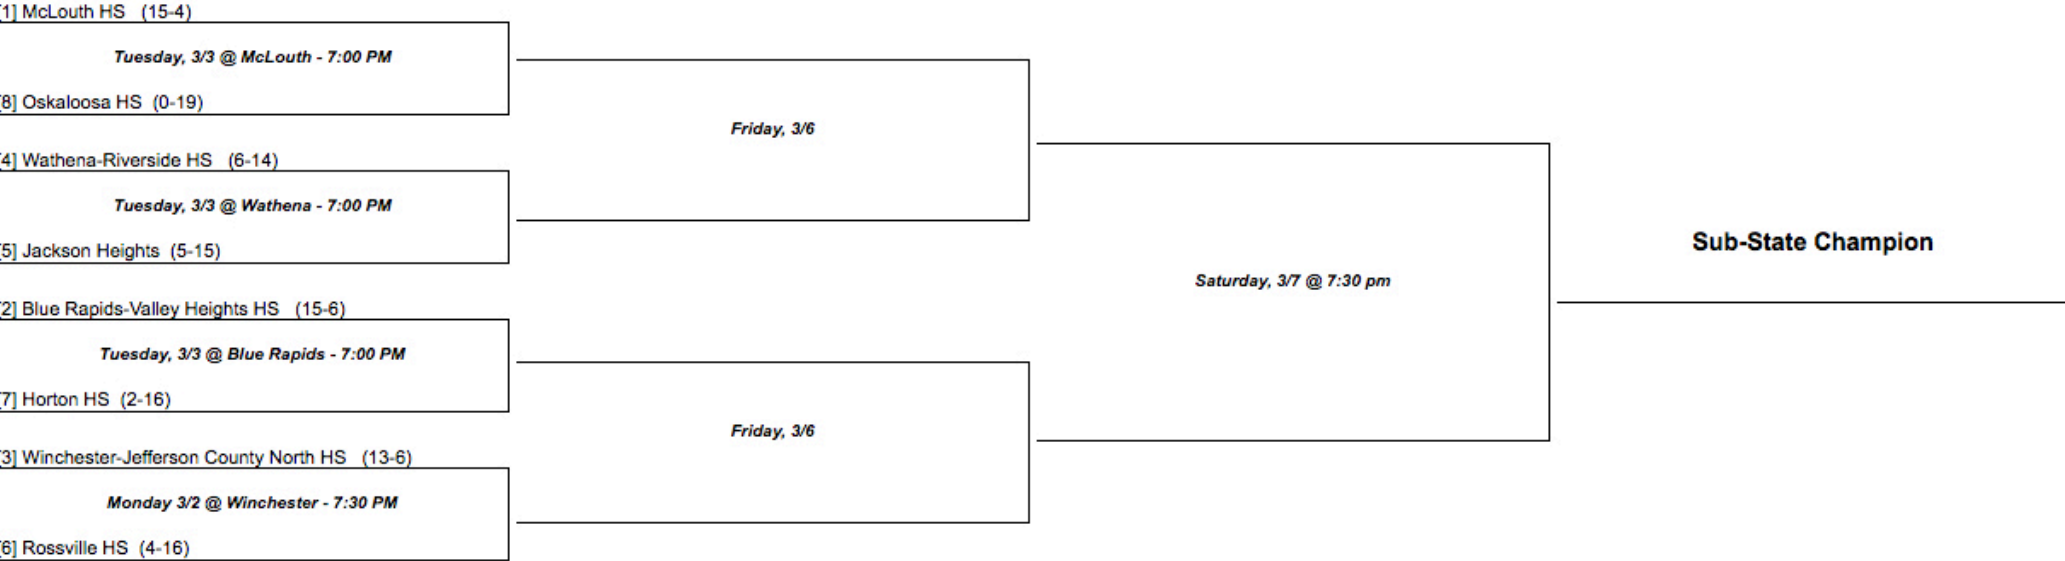 [1] McLouth HS (15-4)
Tuesday, 3/3 @ McLouth - 7:00 PM
[8] Oskaloosa HS (0-19)
Friday, 3/6
[4] Wathena-Riverside HS (6-14)
Tuesday, 3/3 @ Wathena - 7:00 PM
[5] Jackson Heights (5-15)
Sub-State Champion
Saturday, 3/7 @ 7:30 pm
[2] Blue Rapids-Valley Heights HS (15-6)
Tuesday, 3/3 @ Blue Rapids - 7:00 PM
[7] Horton HS (2-16)
Friday, 3/6
[3] Winchester-Jefferson County North HS (13-6)
Monday 3/2 @ Winchester - 7:30 PM
[6] Rossville HS (4-16)